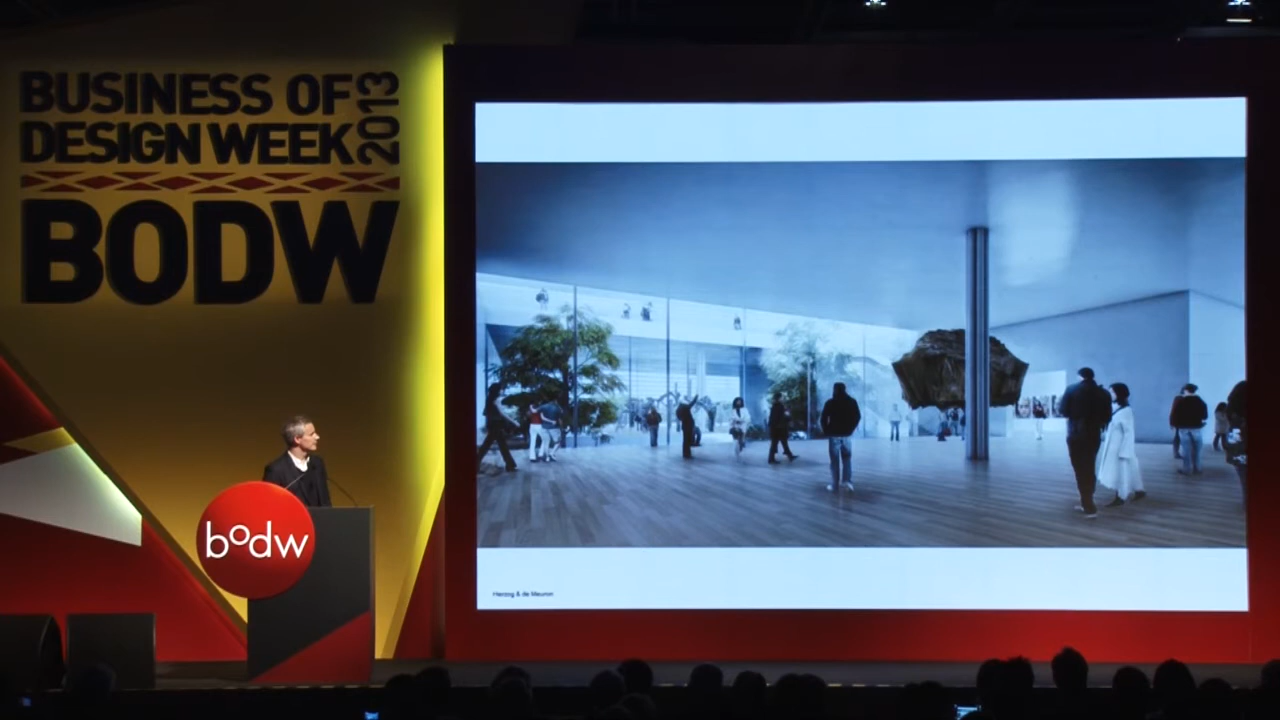 BUSINESS OF
DESIGN WEEK
2013
BODW
bodw
Herzog & de Meuron